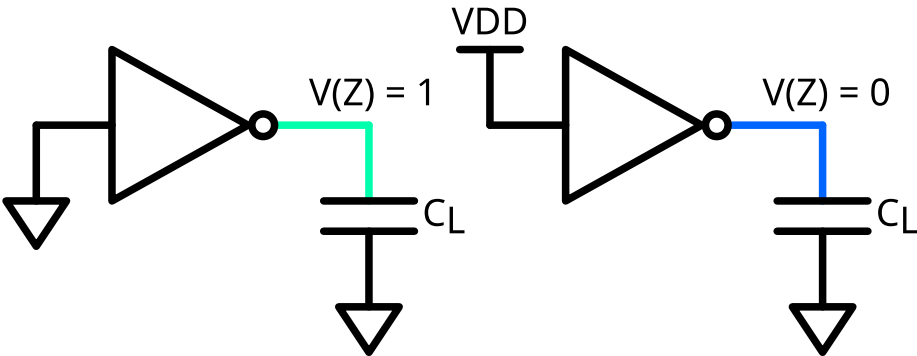 VDD
V(Z) = 1
V(Z) = 0
CL
CL